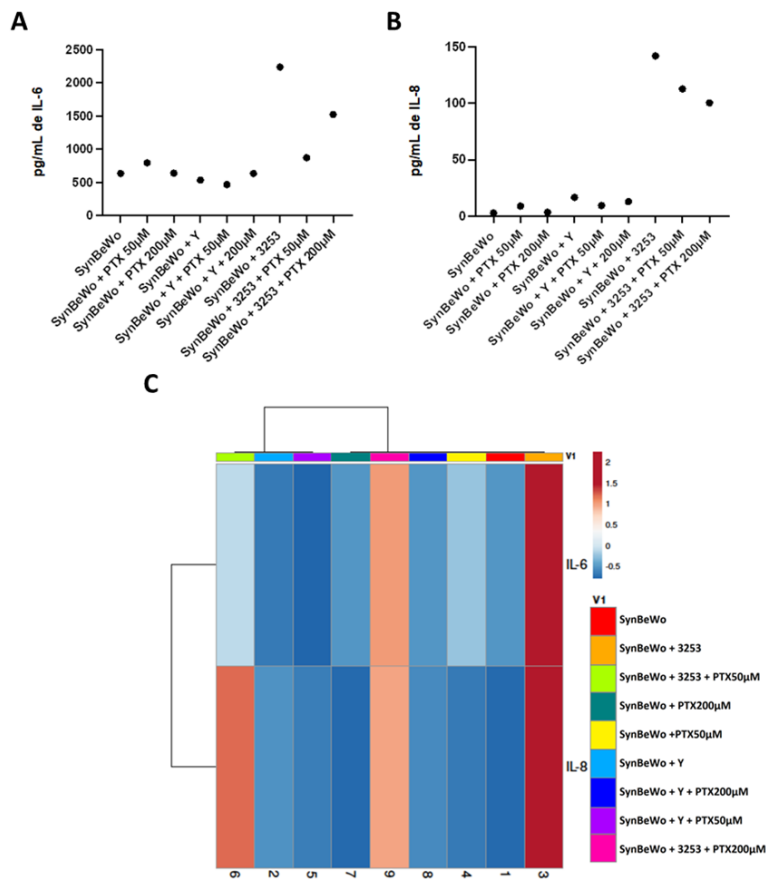 A
pg/mL de IL-6
2500
2000
1500
1000
500
0
SynBeWo
SynBeWo + PTX 50µM
SynBeWo + PTX 200µM
SynBeWo + Y
SynBeWo + Y + PTX 50µM
SynBeWo + Y + 200µM
SynBeWo + 3253
SynBeWo + 3253 + PTX 50µM
SynBeWo + 3253 + PTX 200µM
B
pg/mL de IL-8
150
100
50
0
SynBeWo
SynBeWo + PTX 50µM
SynBeWo + PTX 200µM
SynBeWo + Y
SynBeWo + Y + PTX 50µM
SynBeWo + Y + 200µM
SynBeWo + 3253
SynBeWo + 3253 + PTX 50µM
SynBeWo + 3253 + PTX 200µM
C
V1
2
1.5
1
0.5
0
-0.5
IL-6
IL-8
6 2 5 7 9 8 4 1 3
V1
SynBeWo
SynBeWo + 3253
SynBeWo + 3253 + PTX50µM
SynBeWo + PTX200µM
SynBeWo +PTX50µM
SynBeWo + Y
SynBeWo + Y + PTX200µM
SynBeWo + Y + PTX50µM
SynBeWo + 3253 + PTX200µM